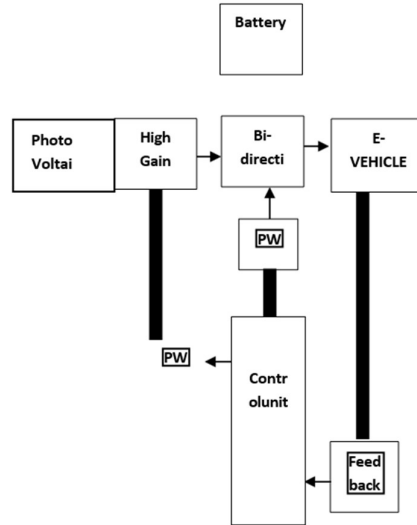 Battery
Photo
Voltai
High
Gain
Bi-
directi
E-
VEHICLE
PW
PW
Contr
olunit
Feed
back